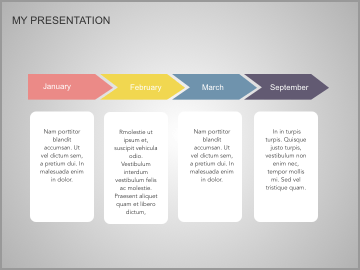 MY PRESENTATION
January
February
March
September
Nam porttitor
blandit
accumsan. Ut
vel dictum sem,
a pretium dui. In
malesuada enim
in dolor.
Rmolestie ut
ipsum et,
suscipit vehicula
odio.
Vestibulum
interdum
vestibulum felis
ac molestie.
Praesent aliquet
quam et libero
dictum,
Nam porttitor
blandit
accumsan. Ut
vel dictum sem,
a pretium dui. In
malesuada enim
in dolor.
In in turpis
turpis. Quisque
justo turpis,
vestibulum non
enim nec,
tempor mollis
mi. Sed vel
tristique quam.